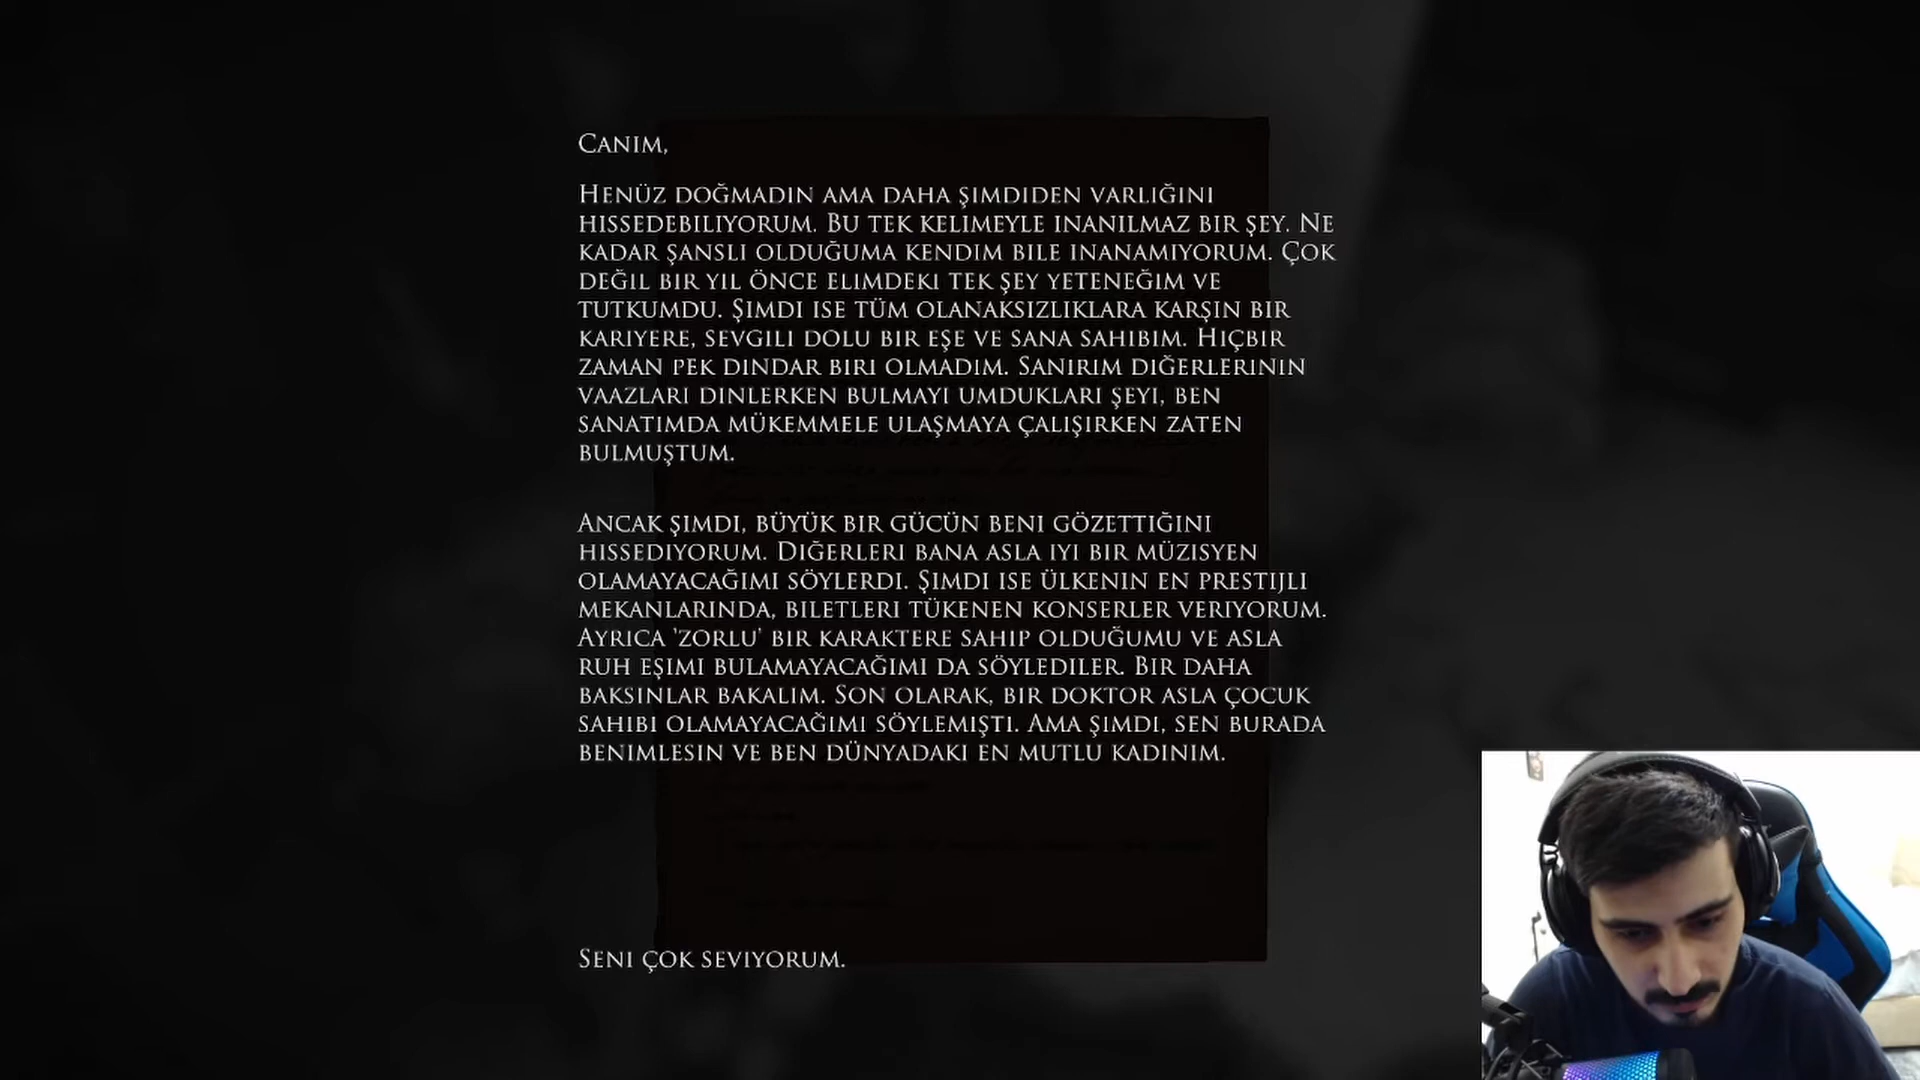 Canım,
Henüz doğmadın ama daha şimdiden varlığını
hissedebiliyorum. Bu tek kelimeyle inanılmaz bir şey. Ne
kadar şanslı olduğuma kendim bile inanamıyorum. Çok
değil bir yıl önce elimdeki tek şey yeteneğim ve
tutkumdu. Şimdi ise tüm olanaksızlıklara karşın bir
kariyere, sevgili dolu bir eşe ve sana sahibim. Hiçbir
zaman pek dindar biri olmadım. Sanırım diğerlerinin
vaazları dinlerken bulmayı umdukları şeyi, ben
sanatımda mükemmele ulaşmaya çalışırken zaten
bulmuştum.
Ancak şimdi, büyük bir gücün beni gözettiğini
hissediyorum. Diğerleri bana asla iyi bir müzisyen
olamayacağımı söylerdi. Şimdi ise ülkenin en prestijli
mekanlarında, biletleri tükenen konserler veriyorum.
Ayrıca 'zorlu' bir karaktere sahip olduğumu ve asla
ruh eşimi bulamayacağımı da söylediler. Bir daha
baksınlar bakalım. Son olarak, bir doktor asla çocuk
sahibi olamayacağımı söylemişti. Ama şimdi, sen burada
benimlesin ve ben dünyadaki en mutlu kadınım.
Seni çok seviyorum.